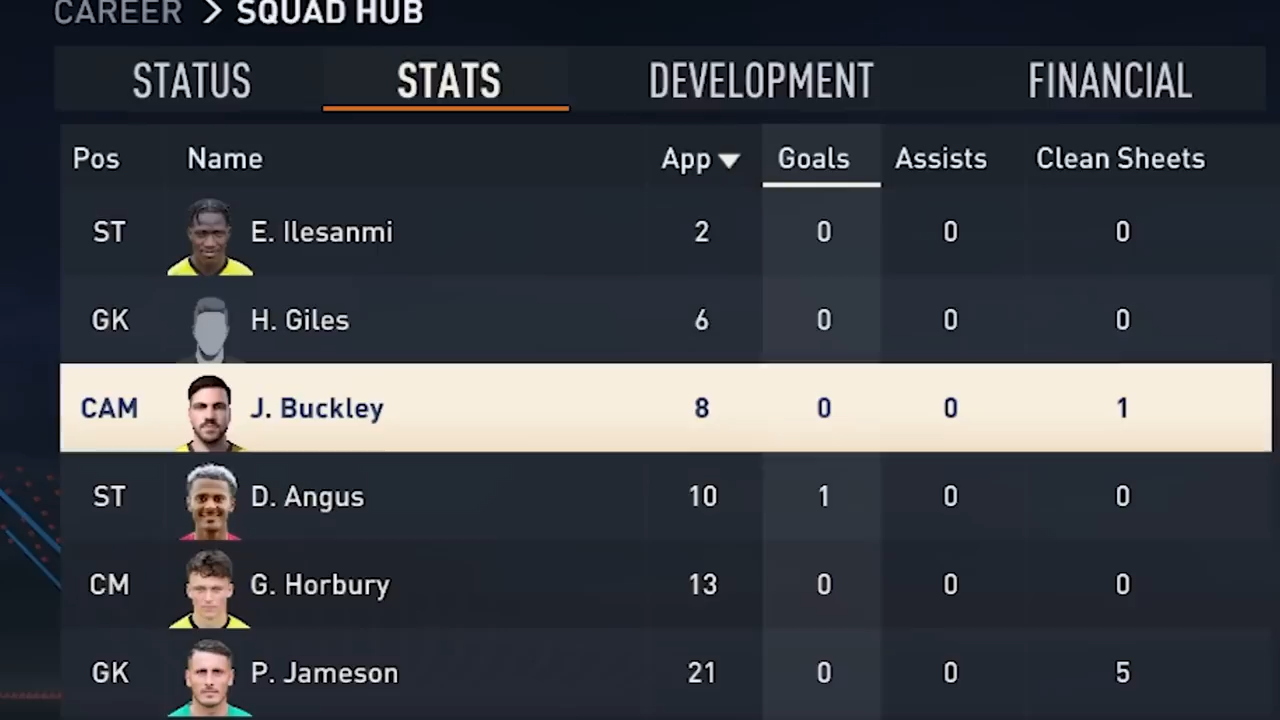 CAREER > SQUAD HUB
STATUS STATS DEVELOPMENT FINANCIAL
Pos Name App ▼ Goals Assists Clean Sheets
ST E. Ilesanmi 2 0 0 0
GK H. Giles 6 0 0 0
CAM J. Buckley 8 0 0 1
ST D. Angus 10 1 0 0
CM G. Horbury 13 0 0 0
GK P. Jameson 21 0 0 5